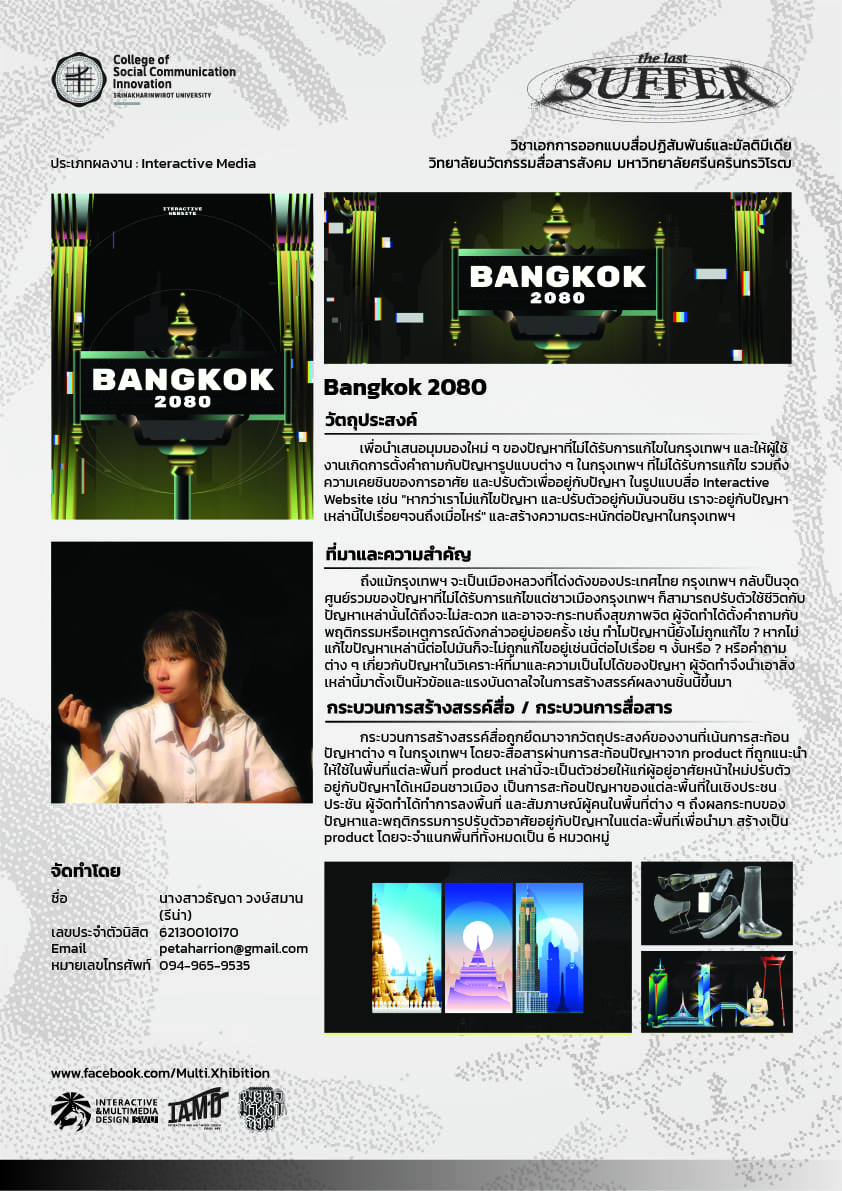 College of
Social Communication
Innovation
SRINAKHARINWIROT UNIVERSITY
the last
SUFFER
วิชาเอกการออกแบบสื่อปฏิสัมพันธ์และมัลติมีเดีย
วิทยาลัยนวัตกรรมสื่อสารสังคม มหาวิทยาลัยศรีนครินทรวิโรฒ
ประเภทผลงาน : Interactive Media
ITERACTIVE
WEBSITE
BANGKOK
2080
BANGKOK
2080
Bangkok 2080
วัตถุประสงค์
เพื่อนำเสนอมุมมองใหม่ ๆ ของปัญหาที่ไม่ได้รับการแก้ไขในกรุงเทพฯ และให้ผู้ใช้
งานเกิดการตั้งคำถามกับปัญหารูปแบบต่าง ๆ ในกรุงเทพฯ ที่ไม่ได้รับการแก้ไข รวมถึง
ความเคยชินของการอาศัย และปรับตัวเพื่ออยู่กับปัญหา ในรูปแบบสื่อ Interactive
Website เช่น "หากว่าเราไม่แก้ไขปัญหา และปรับตัวอยู่กับมันจนชิน เราจะอยู่กับปัญหา
เหล่านี้ไปเรื่อยๆจนถึงเมื่อไหร่" และสร้างความตระหนักต่อปัญหาในกรุงเทพฯ
ที่มาและความสำคัญ
ถึงแม้กรุงเทพฯ จะเป็นเมืองหลวงที่โด่งดังของประเทศไทย กรุงเทพฯ กลับป็นจุด
ศูนย์รวมของปัญหาที่ไม่ได้รับการแก้ไขแต่ชาวเมืองกรุงเทพฯ ก็สามารถปรับตัวใช้ชีวิตกับ
ปัญหาเหล่านั้นได้ถึงจะไม่สะดวก และอาจจะกระทบถึงสุขภาพจิต ผู้จัดทำได้ตั้งคำถามกับ
พฤติกรรมหรือเหตุการณ์ดังกล่าวอยู่บ่อยครั้ง เช่น ทำไมปัญหานี้ยังไม่ถูกแก้ไข ? หากไม่
แก้ไขปัญหาเหล่านี้ต่อไปมันก็จะไม่ถูกแก้ไขอยู่เช่นนี้ต่อไปเรื่อย ๆ งั้นหรือ ? หรือคำถาม
ต่าง ๆ เกี่ยวกับปัญหาในวิเคราะห์ที่มาและความเป็นไปได้ของปัญหา ผู้จัดทำจึงนำเอาสิ่ง
เหล่านี้มาตั้งเป็นหัวข้อและแรงบันดาลใจในการสร้างสรรค์ผลงานชิ้นนี้ขึ้นมา
กระบวนการสร้างสรรค์สื่อ / กระบวนการสื่อสาร
กระบวนการสร้างสรรค์สื่อถูกยึดมาจากวัตถุประสงค์ของงานที่เน้นการสะท้อน
ปัญหาต่าง ๆ ในกรุงเทพฯ โดยจะสื่อสารผ่านการสะท้อนปัญหาจาก product ที่ถูกแนะนำ
ให้ใช้ในพื้นที่แต่ละพื้นที่ product เหล่านี้จะเป็นตัวช่วยให้แก่ผู้อยู่อาศัยหน้าใหม่ปรับตัว
อยู่กับปัญหาได้เหมือนชาวเมือง เป็นการสะท้อนปัญหาของแต่ละพื้นที่ในเชิงประชน
ประชัน ผู้จัดทำได้ทำการลงพื้นที่ และสัมภาษณ์ผู้คนในพื้นที่ต่าง ๆ ถึงผลกระทบของ
ปัญหาและพฤติกรรมการปรับตัวอาศัยอยู่กับปัญหาในแต่ละพื้นที่เพื่อนำมา สร้างเป็น
product โดยจะจำแนกพื้นที่ทั้งหมดเป็น 6 หมวดหมู่
จัดทำโดย
ชื่อ นางสาวธัญดา วงษ์สมาน
(รีน่า)
เลขประจำตัวนิสิต 62130010170
Email petaharrion@gmail.com
หมายเลขโทรศัพท์ 094-965-9535
www.facebook.com/Multi.Xhibition
INTERACTIVE
&MULTIMEDIA
DESIGN SWU
IAMD